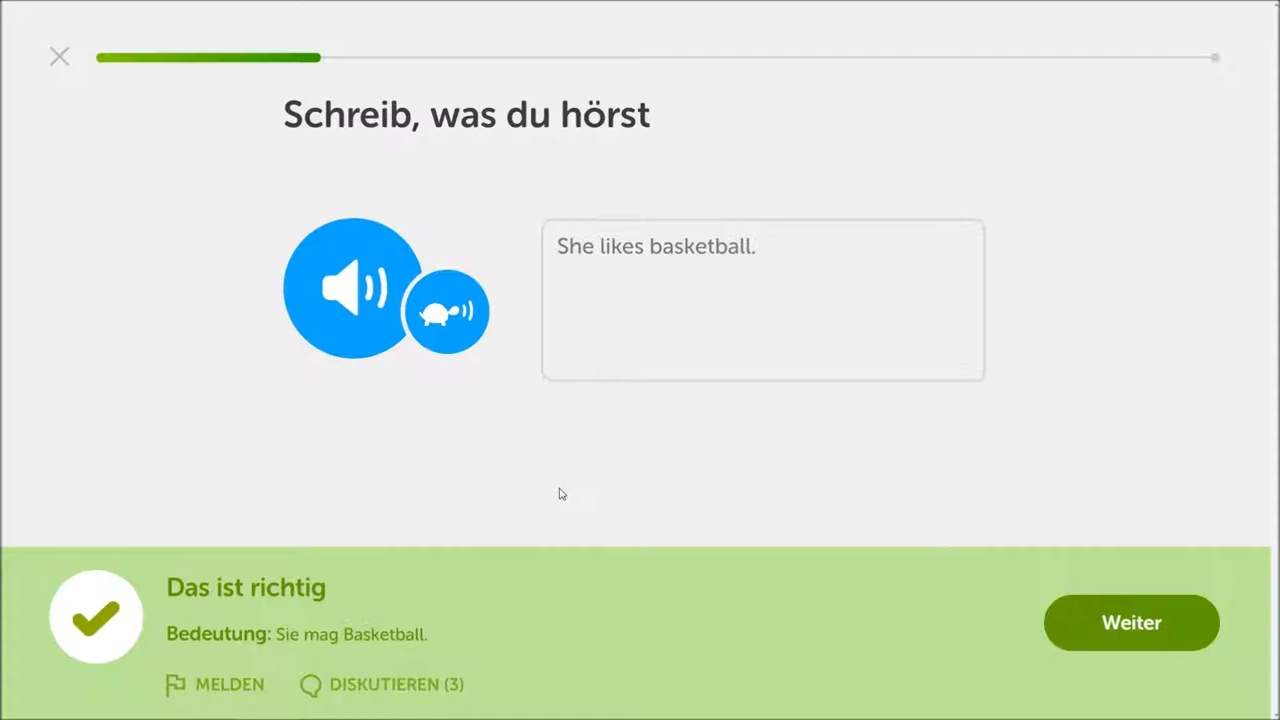 Schreib, was du hörst
She likes basketball.
Das ist richtig
Bedeutung: Sie mag Basketball.
Weiter
MELDEN DISKUTIEREN (3)